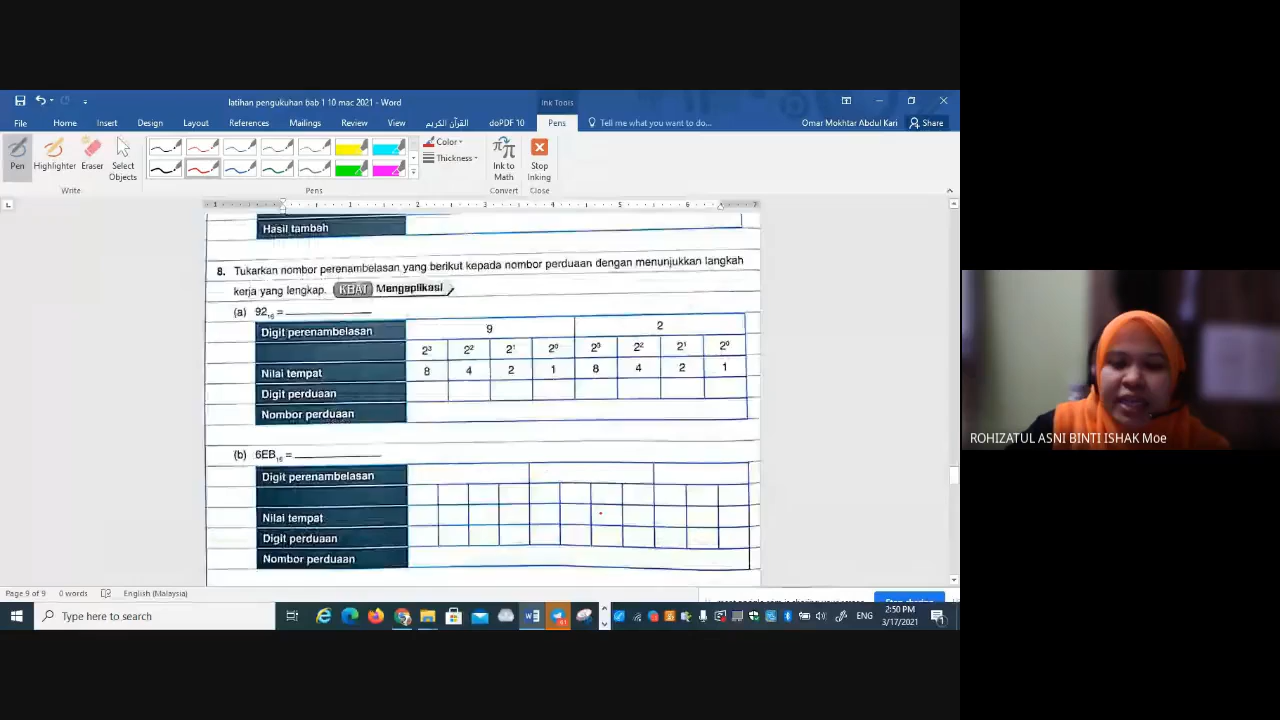 latihan pengukuhan bab 1 10 mac 2021 - Word
Ink Tools
File Home Insert Design Layout References Mailings Review View القرآن الكريم doPDF 10 Pens Tell me what you want to do... Omar Mokhtar Abdul Kari Share
Pen Highlighter Eraser Select Objects
Color
Thickness
Ink to Math
Stop Inking
Write Pens Convert Close
Hasil tambah
8. Tukarkan nombor perenambelasan yang berikut kepada nombor perduaan dengan menunjukkan langkah
kerja yang lengkap. KBAT Mengaplikasi
(a) 92₁₆ =
Digit perenambelasan 9 2
2³ 2² 2¹ 2⁰ 2³ 2² 2¹ 2⁰
Nilai tempat 8 4 2 1 8 4 2 1
Digit perduaan
Nombor perduaan
(b) 6EB₁₆ =
Digit perenambelasan
Nilai tempat
Digit perduaan
Nombor perduaan
ROHIZATUL ASNI BINTI ISHAK Moe
Page 9 of 9 0 words English (Malaysia)
Type here to search
ENG
2:50 PM
3/17/2021